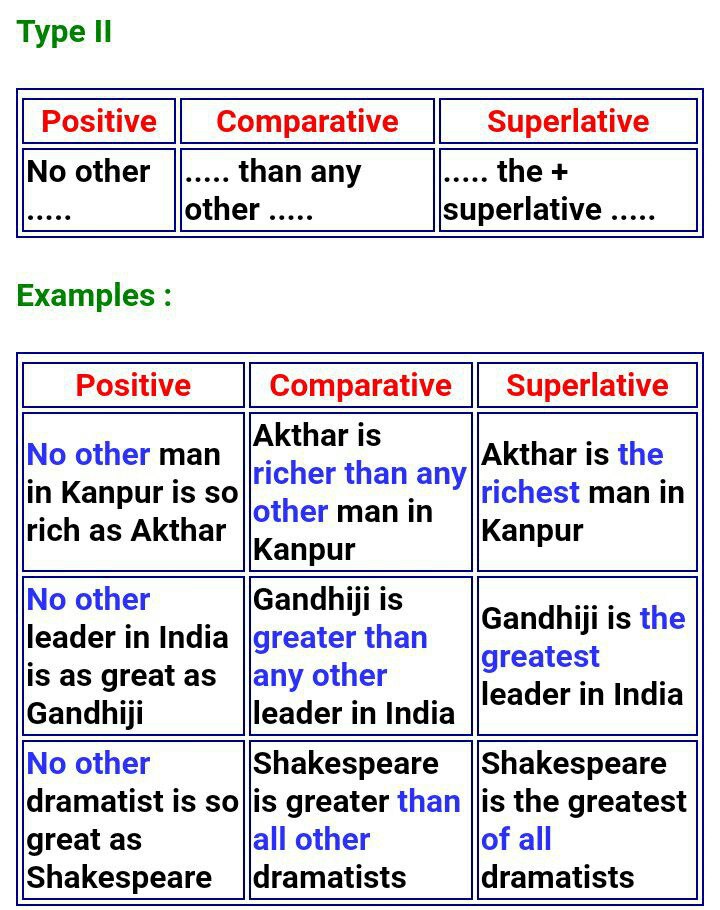 Type II
Positive Comparative Superlative
No other ..... than any ..... the +
..... other ..... superlative .....
Examples :
Positive Comparative Superlative
No other man
in Kanpur is so
rich as Akthar
Akthar is
richer than any
other man in
Kanpur
Akthar is the
richest man in
Kanpur
No other
leader in India
is as great as
Gandhiji
Gandhiji is
greater than
any other
leader in India
Gandhiji is the
greatest
leader in India
No other
dramatist is so
great as
Shakespeare
Shakespeare
is greater than
all other
dramatists
Shakespeare
is the greatest
of all
dramatists